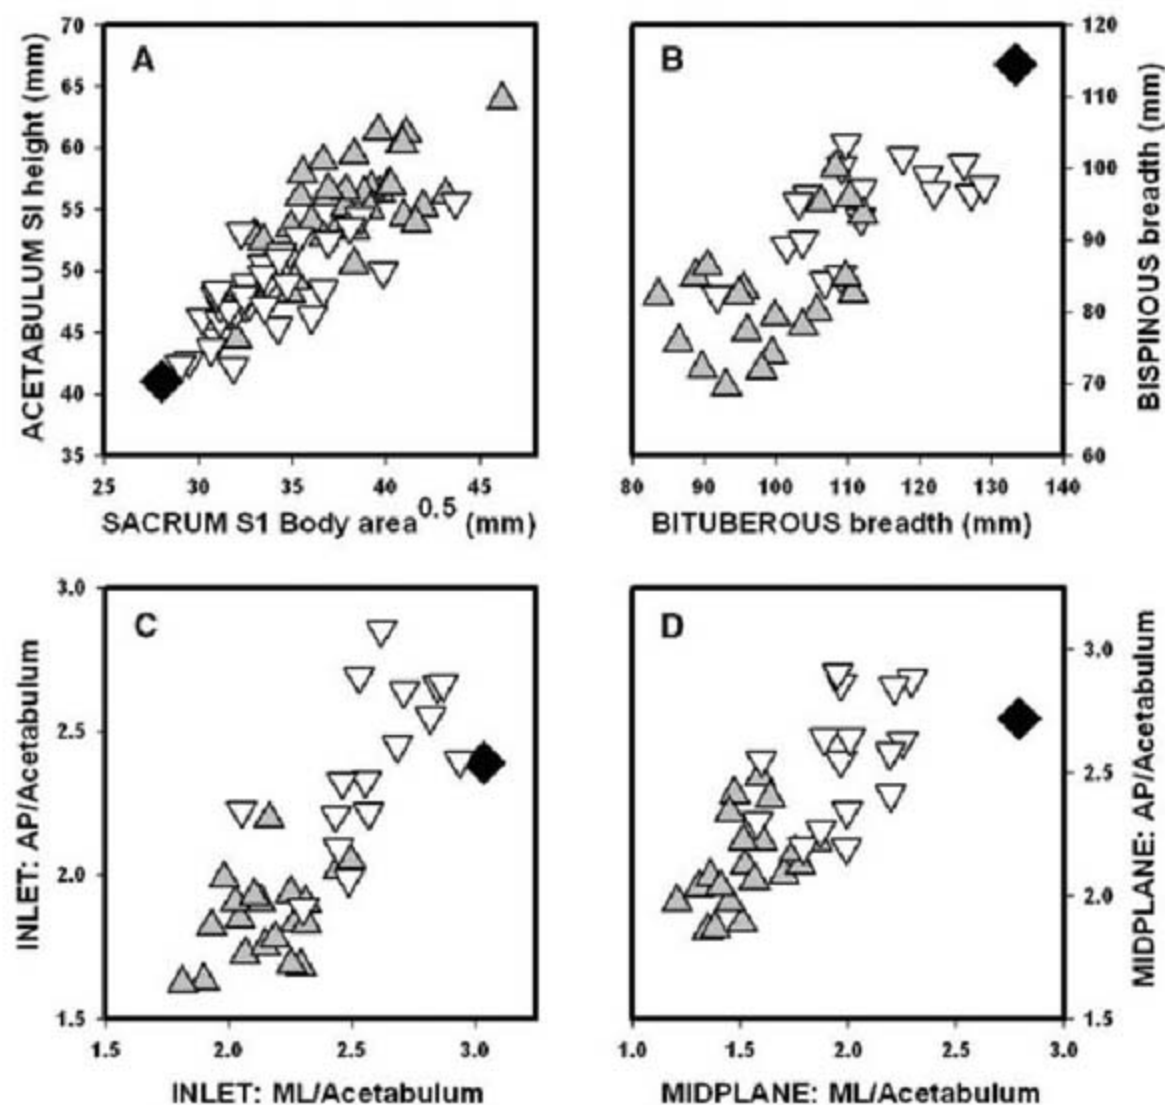 A
70
65
60
55
50
45
40
35
ACETABULUM SI height (mm)
25 30 35 40 45
SACRUM S1 Body area^0.5 (mm)
B
120
110
100
90
80
70
60
BISPINOUS breadth (mm)
80 90 100 110 120 130 140
BITUBEROUS breadth (mm)
C
3.0
2.5
2.0
1.5
INLET: AP/Acetabulum
1.5 2.0 2.5 3.0
INLET: ML/Acetabulum
D
3.0
2.5
2.0
1.5
MIDPLANE: AP/Acetabulum
1.0 1.5 2.0 2.5 3.0
MIDPLANE: ML/Acetabulum